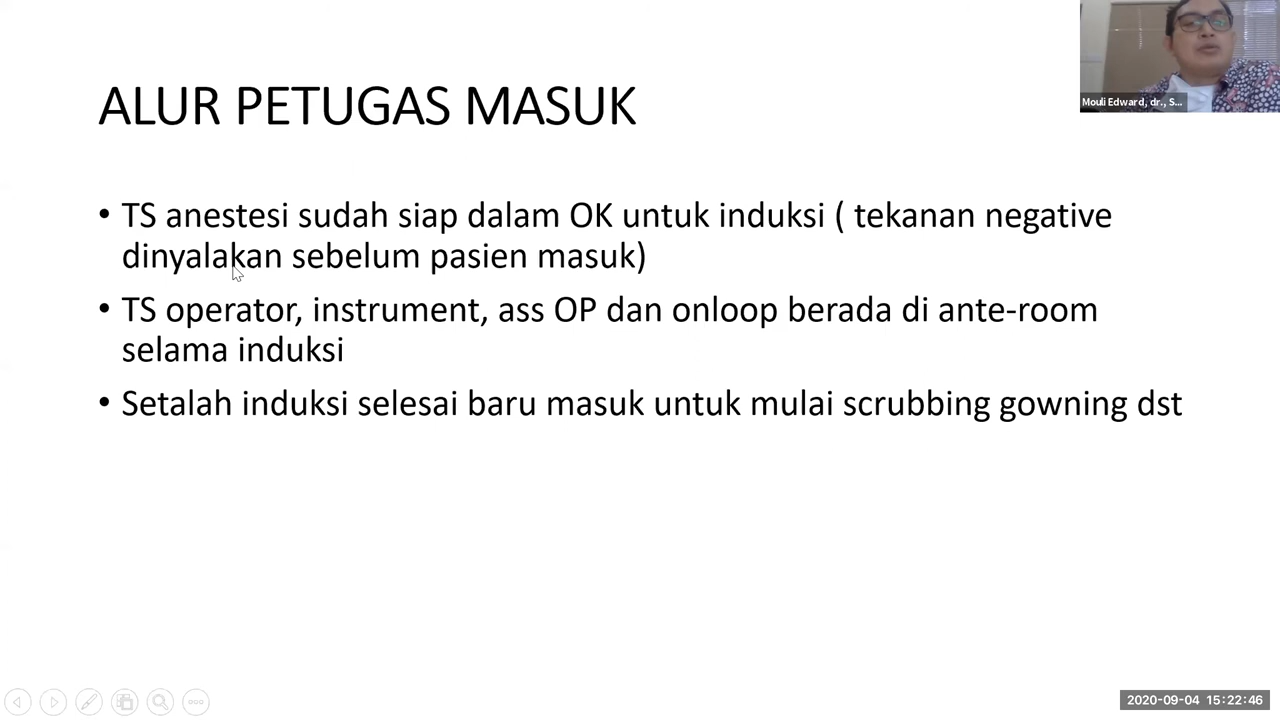 ALUR PETUGAS MASUK
Mouli Edward, dr., S...
• TS anestesi sudah siap dalam OK untuk induksi ( tekanan negative
dinyalakan sebelum pasien masuk)
• TS operator, instrument, ass OP dan onloop berada di ante-room
selama induksi
• Setalah induksi selesai baru masuk untuk mulai scrubbing gowning dst
2020-09-04 15:22:46